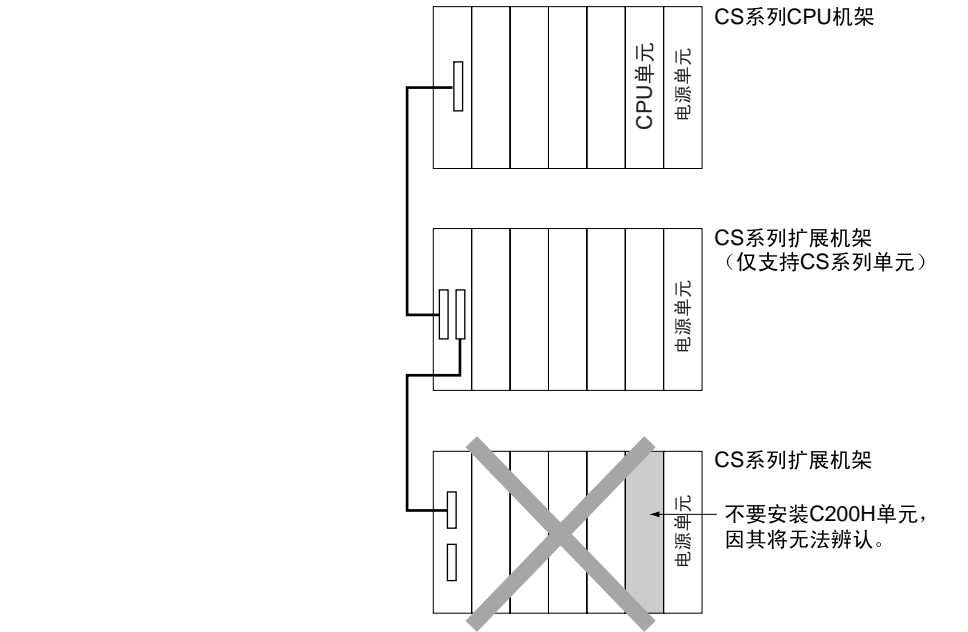 CS系列CPU机架
CPU单元
电源单元
CS系列扩展机架
（仅支持CS系列单元）
电源单元
CS系列扩展机架
电源单元
不要安装C200H单元，
因其将无法辨认。